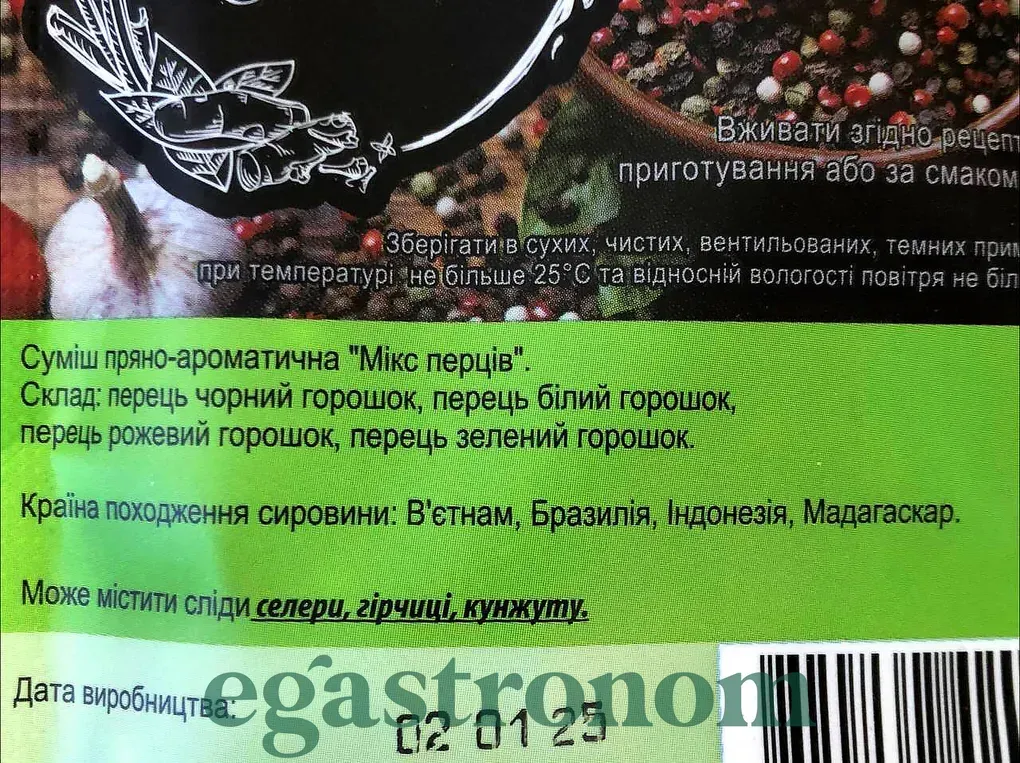 Вживати згідно
приготування або за смаком
Зберігати в сухих, чистих, вентильованих, темних
при температурі не більше 25°С та відносній вологості повітря не
Суміш пряно-ароматична "Мікс перців".
Склад: перець чорний горошок, перець білий горошок,
перець рожевий горошок, перець зелений горошок.
Країна походження сировини: В'єтнам, Бразилія, Індонезія, Мадагаскар.
Може містити сліди селери, гірчиці, кунжуту.
Дата виробництва:
02 01 25
egastronom